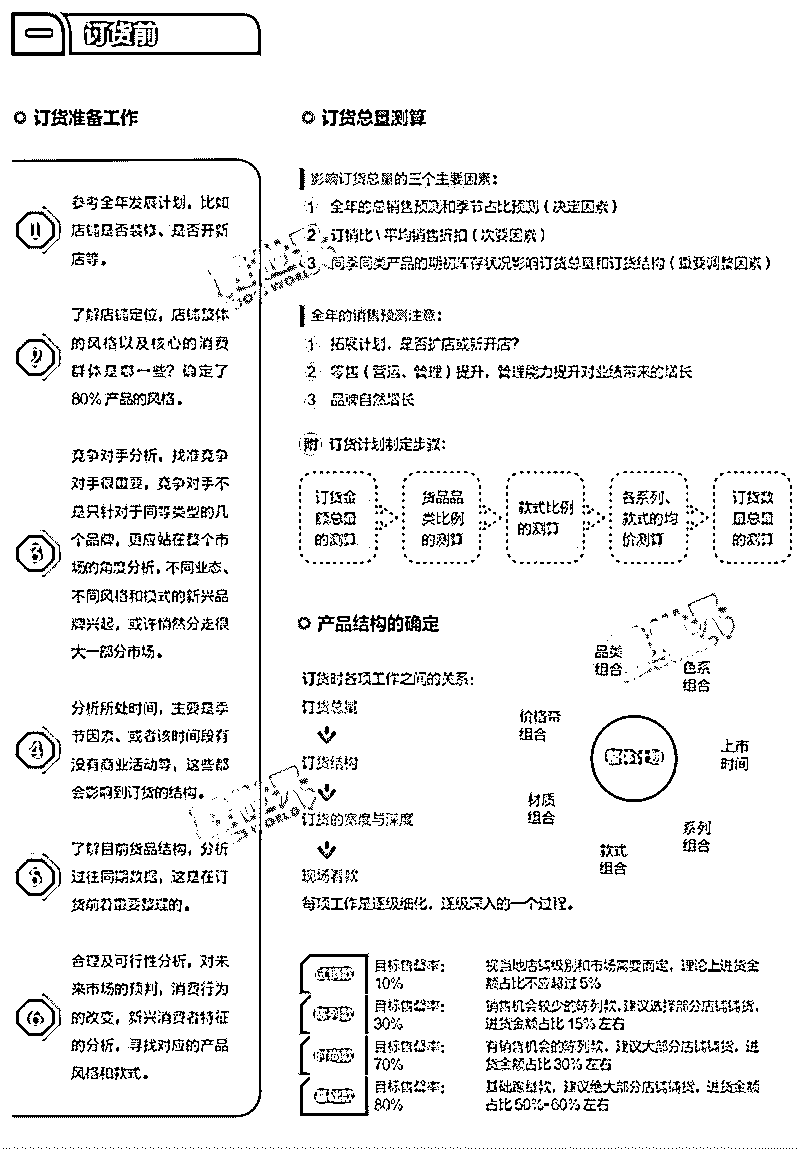 一 订货前
订货准备工作
1
参考全年发展计划，比如
店铺是否装修、是否开新
店等。
2
了解店铺定位，店铺整体
的风格以及核心的消费
群体是哪一些？确定了
80% 产品的风格。
3
竞争对手分析，找准竞争
对手很重要，竞争对手不
是只针对于同等类型的几
个品牌，更应站在整个市
场的角度分析，不同业态、
不同风格和模式的新兴品
牌兴起，或许悄然分走很
大一部分市场。
4
分析所处时间，主要是季
节因素、或者该时间段有
没有商业活动等，这些都
会影响到订货的结构。
5
了解目前货品结构，分析
过往同期数据，这是在订
货前着重要整理的。
6
合理及可行性分析，对未
来市场的预判，消费行为
的改变，新兴消费者特征
的分析，寻找对应的产品
风格和款式。
订货总量测算
影响订货总量的三个主要因素：
1 全年的总销售预测和季节占比预测（决定因素）
2 订销比\平均销售折扣（次要因素）
3 同季同类产品的期初库存状况影响订货总量和订货结构（重要调整因素）
全年的销售预测注意：
1 拓展计划，是否扩店或新开店？
2 零售（营运、管理）提升，管理能力提升对业绩带来的增长
3 品牌自然增长
附 订货计划制定步骤：
订货金
额总量
的测算
货品品
类比例
的测算
款式比例
的测算
各系列、
款式的均
价测算
订货数
量总量
的测算
产品结构的确定
订货时各项工作之间的关系：
订货总量
订货结构
订货的宽度与深度
现场看款
每项工作是逐级细化，逐级深入的一个过程。
品类
组合
色系
组合
价格带
组合
上市
时间
材质
组合
系列
组合
款式
组合
目标售罄率：
10%
视当地店铺级别和市场需要而定，理论上进货金
额占比不应超过 5%
陈列款
目标售罄率：
30%
销售机会较少的陈列款，建议选择部分店铺铺货，
进货金额占比 15% 左右
目标售罄率：
70%
有销售机会的陈列款，建议大部分店铺铺货，进
货金额占比 30% 左右
目标售罄率：
80%
基础跑量款，建议绝大部分店铺铺货，进货金额
占比 50%-60% 左右